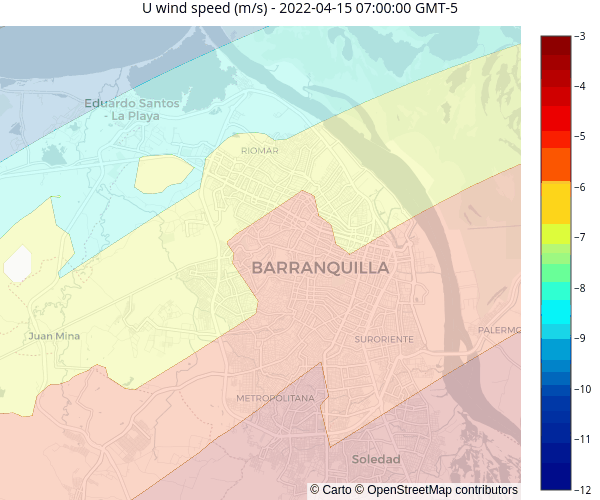 U wind speed (m/s) - 2022-04-15 07:00:00 GMT-5
−3
−4
−5
−6
−7
−8
−9
−10
−11
−12
Eduardo Santos
- La Playa
RIOMAR
BARRANQUILLA
Juan Mina
SURORIENTE
PALERMO
METROPOLITANA
Soledad
© Carto © OpenStreetMap contributors